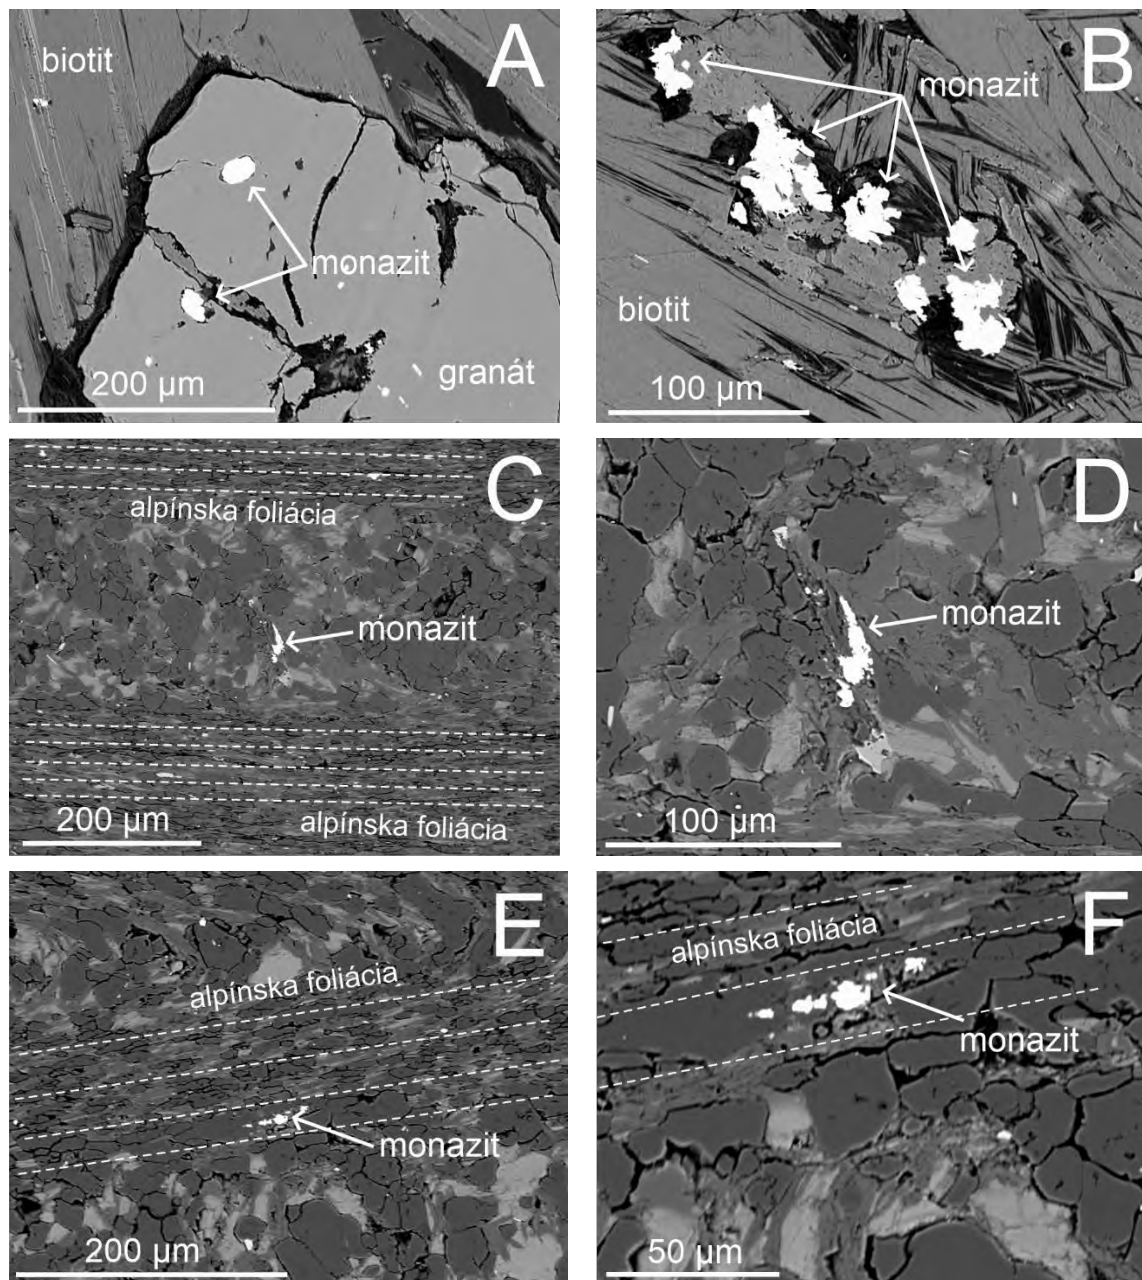 A
biotit
monazit
granát
200 µm
B
monazit
biotit
100 µm
C
alpínska foliácia
monazit
200 µm
alpínska foliácia
D
monazit
100 µm
E
alpínska foliácia
monazit
200 µm
F
alpínska foliácia
monazit
50 µm